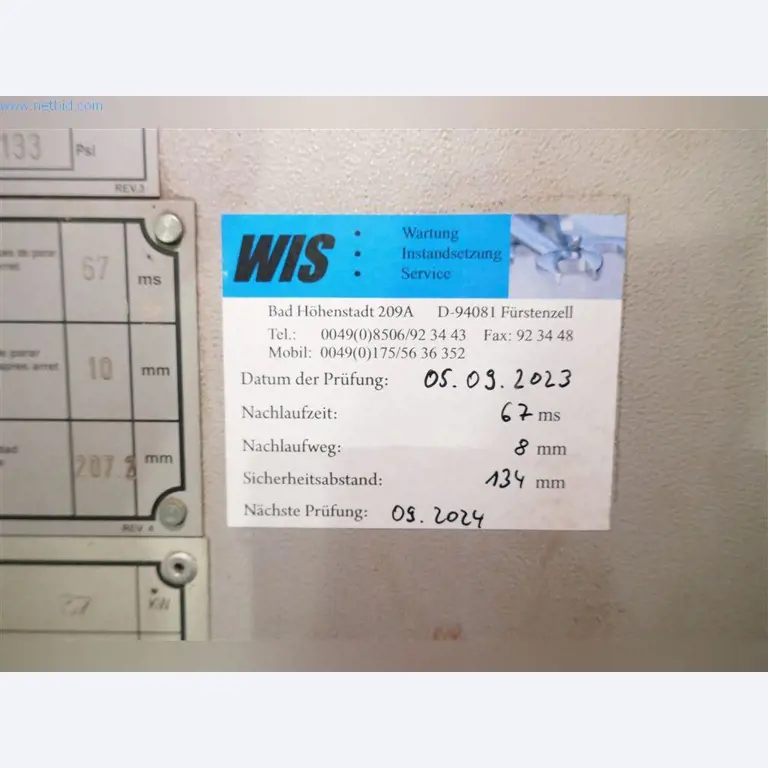 www.netbid.com
133 Psi
REV.3
67 ms
10 mm
207.2 mm
REV. 4
WIS
• Wartung
• Instandsetzung
• Service
Bad Höhenstadt 209A D-94081 Fürstenzell
Tel.: 0049(0)8506/92 34 43 Fax: 92 34 48
Mobil: 0049(0)175/56 36 352
Datum der Prüfung: 05.09.2023
Nachlaufzeit: 67 ms
Nachlaufweg: 8 mm
Sicherheitsabstand: 134 mm
Nächste Prüfung: 09.2024